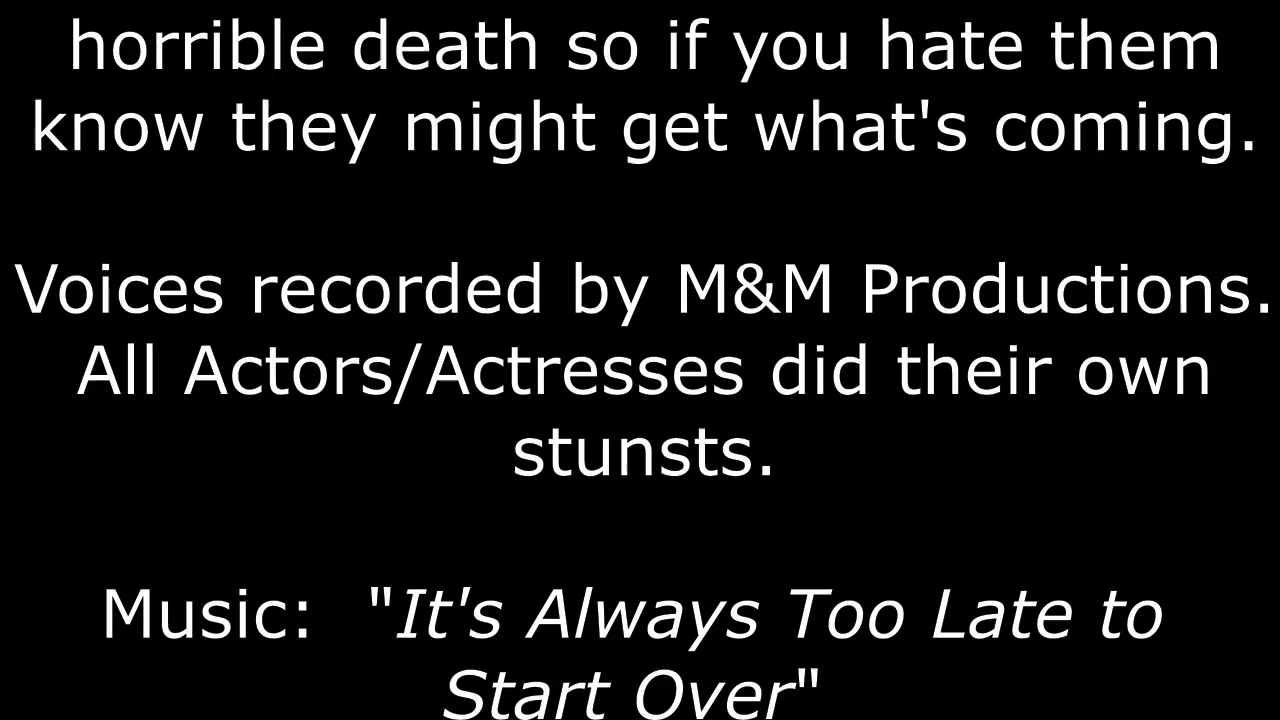 horrible death so if you hate them
know they might get what's coming.
Voices recorded by M&M Productions.
All Actors/Actresses did their own
stunsts.
Music:  "It's Always Too Late to
Start Over"